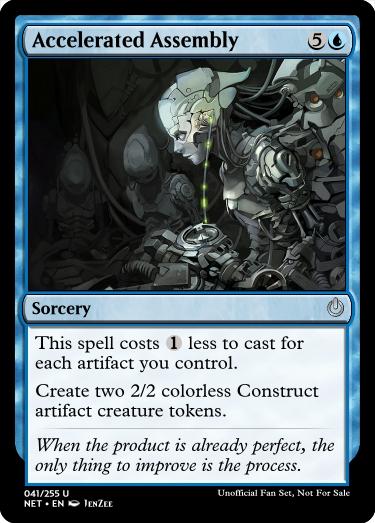 Accelerated Assembly 5
Sorcery
This spell costs 1 less to cast for
each artifact you control.
Create two 2/2 colorless Construct
artifact creature tokens.
When the product is already perfect, the
only thing to improve is the process.
041/255 U
NET • EN JENZEE
Unofficial Fan Set, Not For Sale